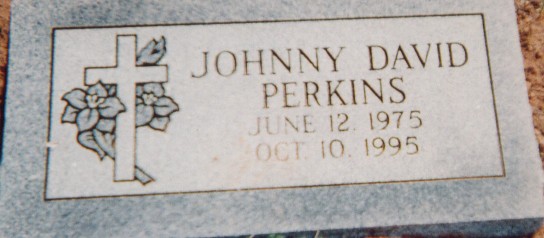 JOHNNY DAVID
PERKINS
JUNE 12, 1975
OCT. 10, 1995